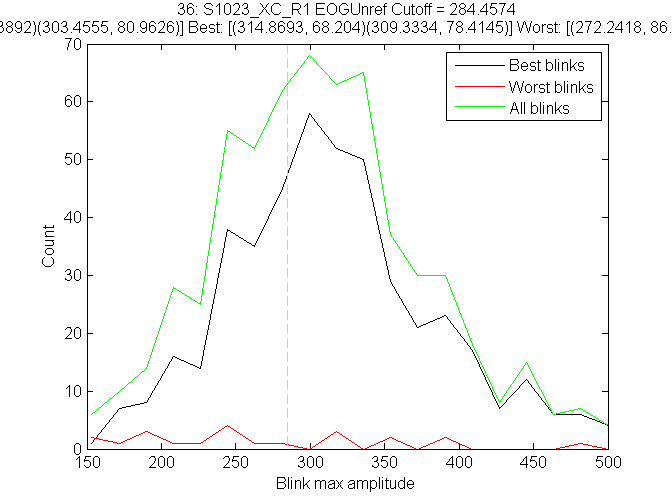 36: S1023_XC_R1 EOGUnref Cutoff = 284.4574
3892)(303.4555, 80.9626)] Best: [(314.8693, 68.204)(309.3334, 78.4145)] Worst: [(272.2418, 86.
70
60
50
40
30
20
10
0
Count
Best blinks
Worst blinks
All blinks
150 200 250 300 350 400 450 500
Blink max amplitude